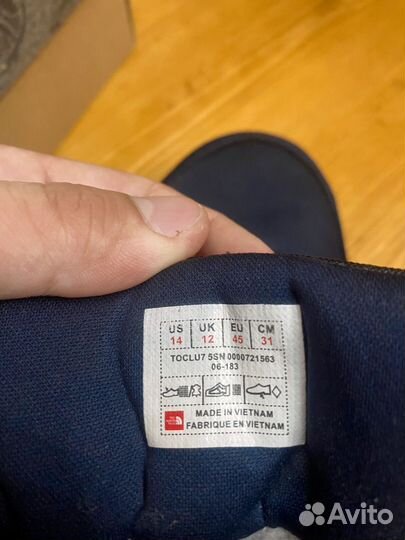 US UK EU CM
14 12 45 31
TOCLU7 5SN 0000721563
06-183
MADE IN VIETNAM
FABRIQUE EN VIETNAM
Avito